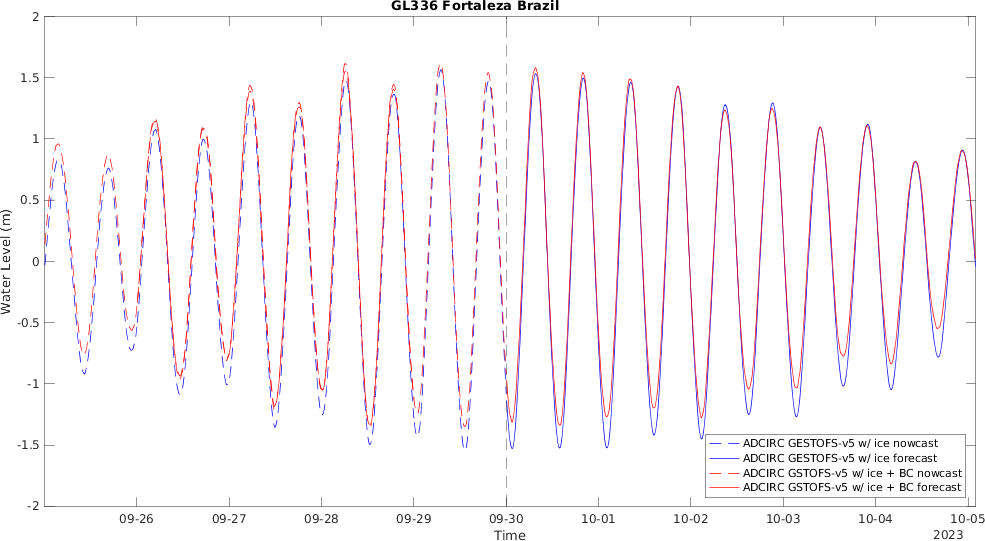 GL336 Fortaleza Brazil
Water Level (m)
2
1.5
1
0.5
0
-0.5
-1
-1.5
-2
ADCIRC GESTOFS-v5 w/ ice nowcast
ADCIRC GESTOFS-v5 w/ ice forecast
ADCIRC GSTOFS-v5 w/ ice + BC nowcast
ADCIRC GSTOFS-v5 w/ ice + BC forecast
09-26 09-27 09-28 09-29 09-30 10-01 10-02 10-03 10-04 10-05
Time
2023